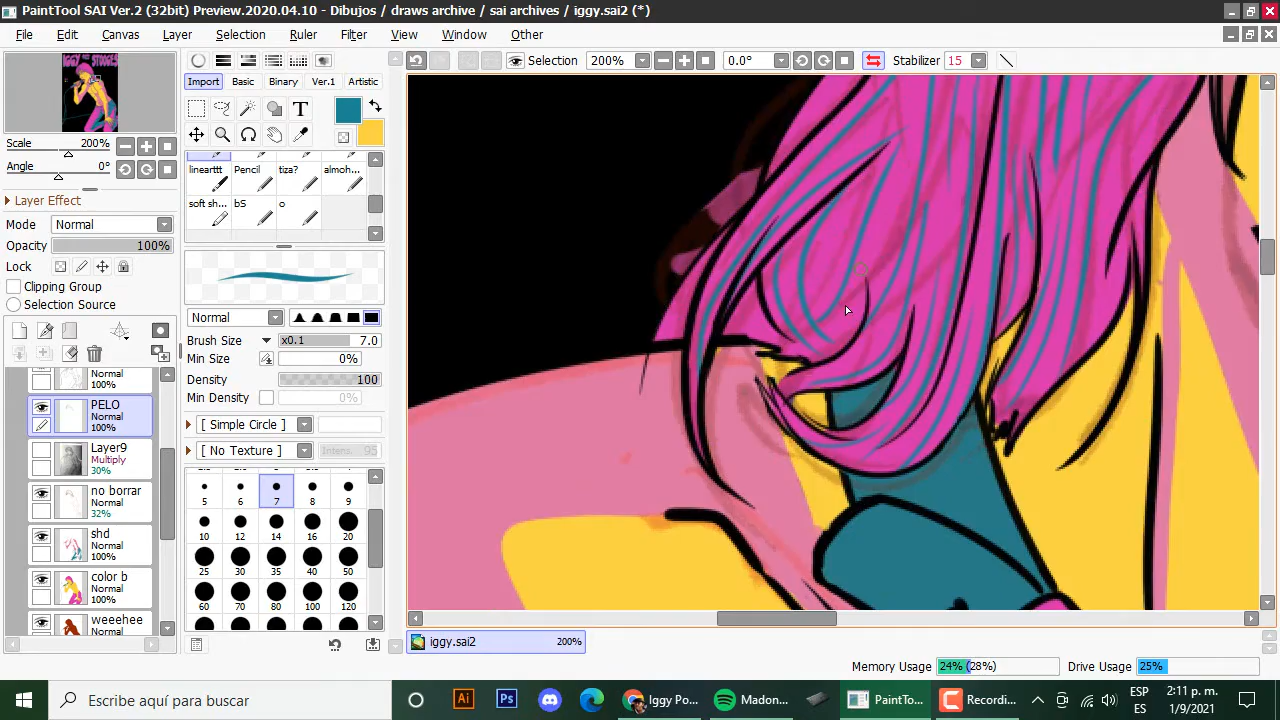 PaintTool SAI Ver.2 (32bit) Preview.2020.04.10 - Dibujos / draws archive / sai archives / iggy.sai2 (*)
File Edit Canvas Layer Selection Ruler Filter View Window Other
Selection 200% 0.0° Stabilizer 15
Import Basic Binary Ver.1 Artistic
Scale 200%
Angle 0°
Layer Effect
Mode Normal
Opacity 100%
Lock
Clipping Group
Selection Source
linearttt Pencil tiza? almoh...
soft sh... bS o
Normal
Brush Size x0.1 7.0
Min Size 0%
Density 100
Min Density 0%
[ Simple Circle ]
[ No Texture ] Intens. 95
5 6 7 8 9
10 12 14 16 20
25 30 35 40 50
60 70 80 100 120
Normal
100%
PELO
Normal
100%
Layer9
Multiply
30%
no borrar
Normal
32%
shd
Normal
100%
color b
Normal
100%
weeehee
Normal
100%
iggy.sai2 200%
Memory Usage 24% (28%) Drive Usage 25%
Escribe aquí para buscar
Ai Ps Iggy Po... Madon... PaintTo... Recordi...
ESP
ES
2:11 p. m.
1/9/2021